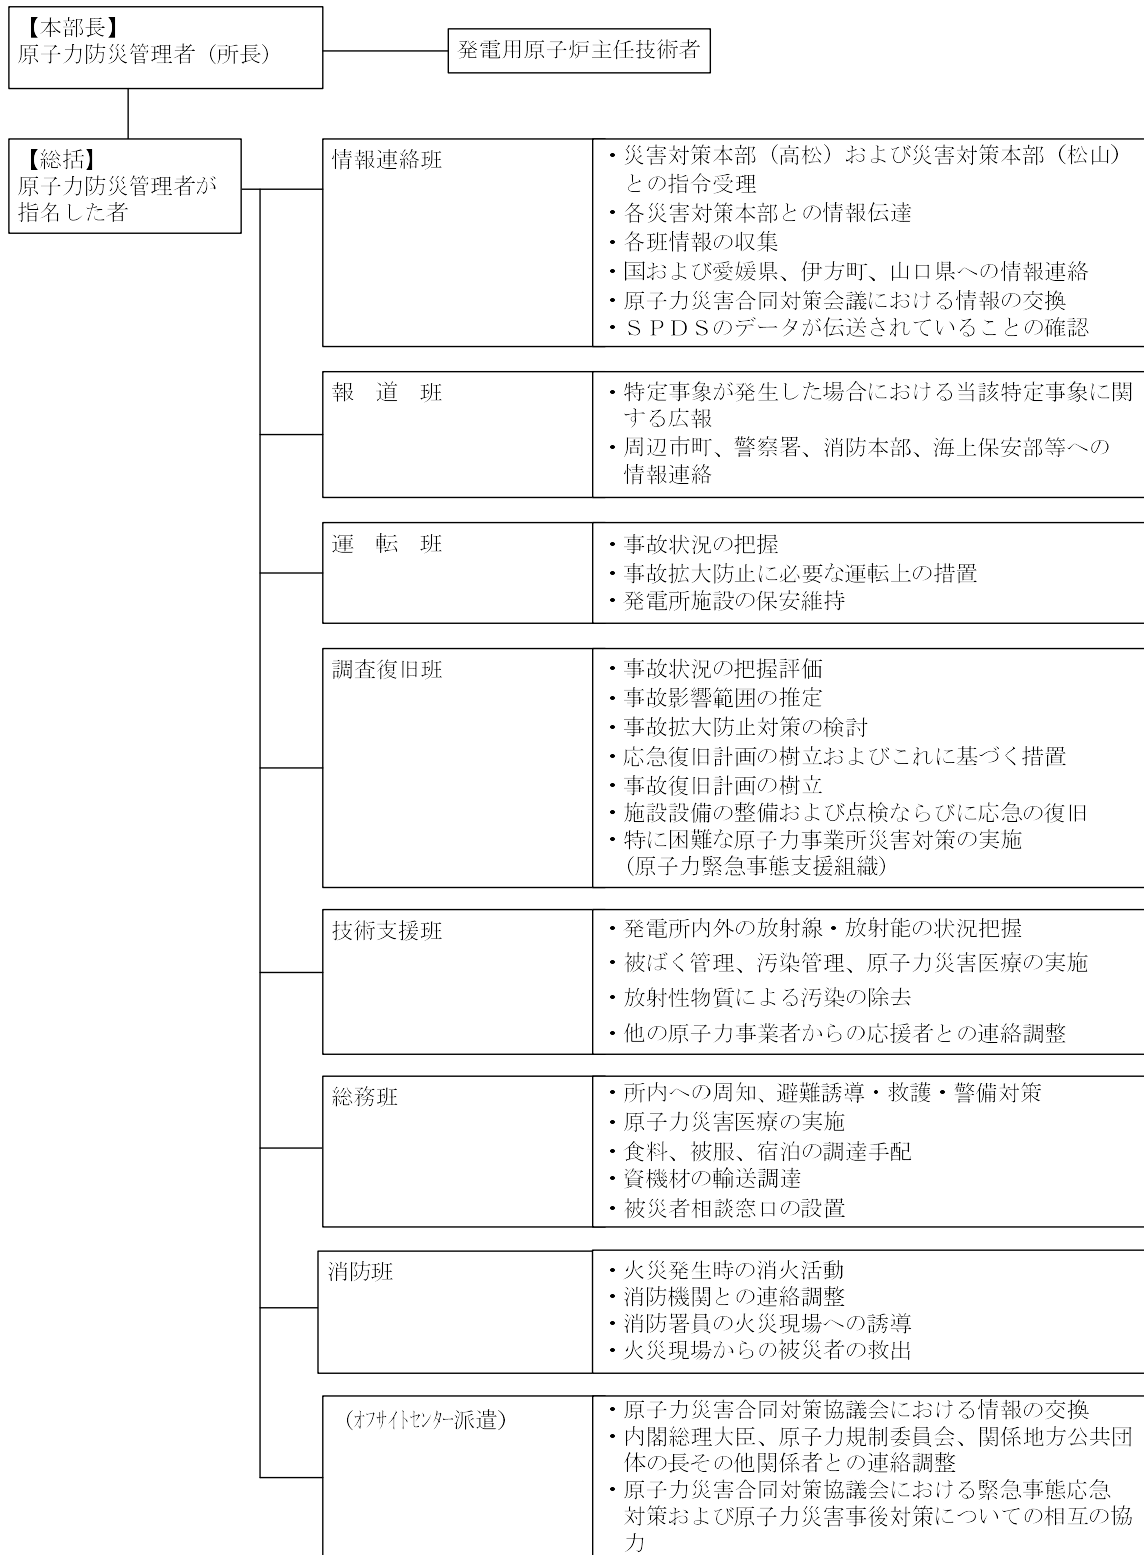 【本部長】
原子力防災管理者（所長）
発電用原子炉主任技術者
【総括】
原子力防災管理者が
指名した者
情報連絡班
・災害対策本部（高松）および災害対策本部（松山）
との指令受理
・各災害対策本部との情報伝達
・各班情報の収集
・国および愛媛県、伊方町、山口県への情報連絡
・原子力災害合同対策会議における情報の交換
・ＳＰＤＳのデータが伝送されていることの確認
報　道　班
・特定事象が発生した場合における当該特定事象に関
する広報
・周辺市町、警察署、消防本部、海上保安部等への
情報連絡
運　転　班
・事故状況の把握
・事故拡大防止に必要な運転上の措置
・発電所施設の保安維持
調査復旧班
・事故状況の把握評価
・事故影響範囲の推定
・事故拡大防止対策の検討
・応急復旧計画の樹立およびこれに基づく措置
・事故復旧計画の樹立
・施設設備の整備および点検ならびに応急の復旧
・特に困難な原子力事業所災害対策の実施
（原子力緊急事態支援組織）
技術支援班
・発電所内外の放射線・放射能の状況把握
・被ばく管理、汚染管理、原子力災害医療の実施
・放射性物質による汚染の除去
・他の原子力事業者からの応援者との連絡調整
総務班
・所内への周知、避難誘導・救護・警備対策
・原子力災害医療の実施
・食料、被服、宿泊の調達手配
・資機材の輸送調達
・被災者相談窓口の設置
消防班
・火災発生時の消火活動
・消防機関との連絡調整
・消防署員の火災現場への誘導
・火災現場からの被災者の救出
（ｵﾌｻｲﾄｾﾝﾀｰ派遣）
・原子力災害合同対策協議会における情報の交換
・内閣総理大臣、原子力規制委員会、関係地方公共団
体の長その他関係者との連絡調整
・原子力災害合同対策協議会における緊急事態応急
対策および原子力災害事後対策についての相互の協
力